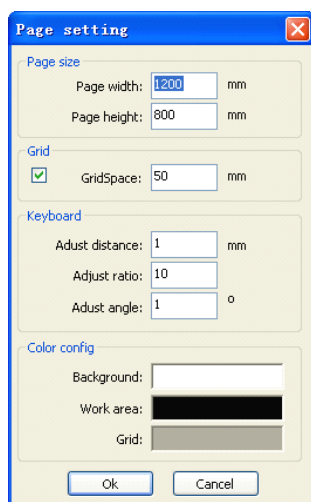 Page setting
Page size
Page width: 1200 mm
Page height: 800 mm
Grid
GridSpace: 50 mm
Keyboard
Adust distance: 1 mm
Adjust ratio: 10
Adust angle: 1 o
Color config
Background:
Work area:
Grid:
Ok Cancel